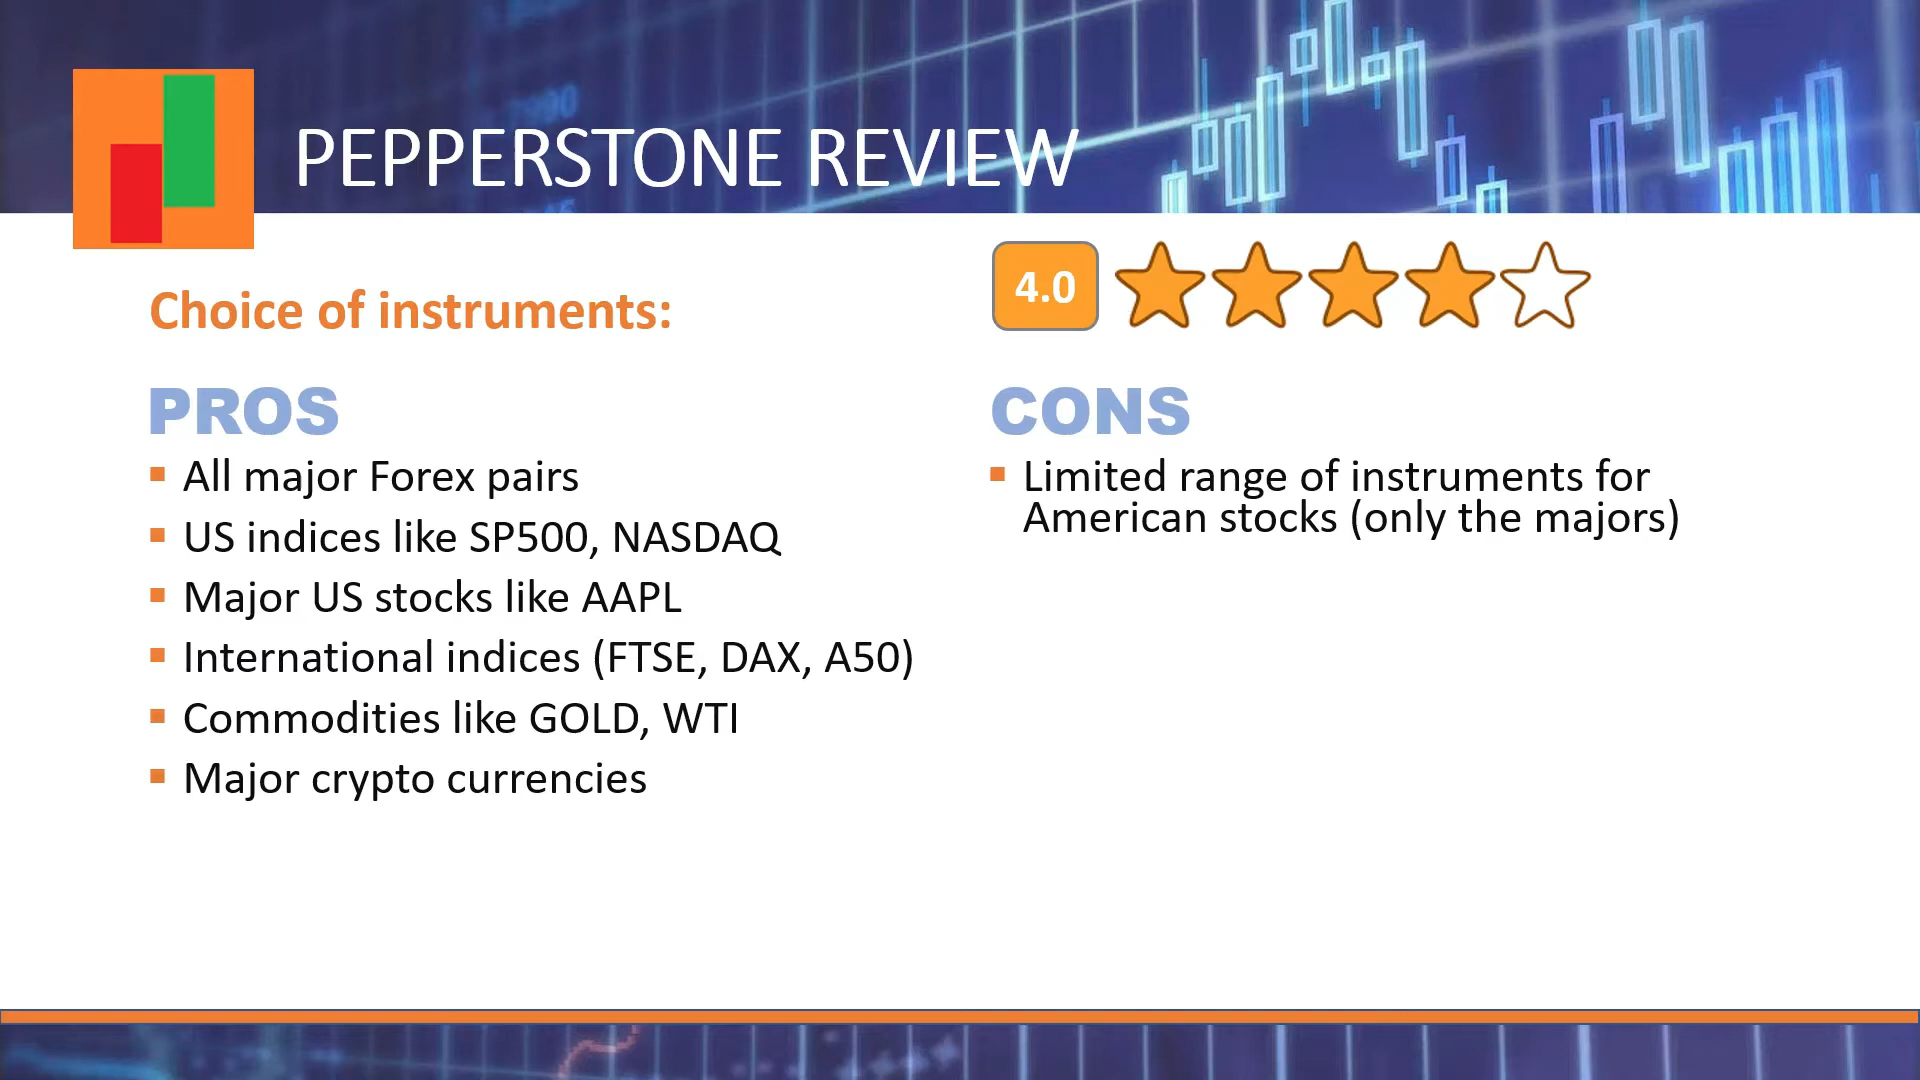 PEPPERSTONE REVIEW
Choice of instruments:
4.0
PROS
All major Forex pairs
US indices like SP500, NASDAQ
Major US stocks like AAPL
International indices (FTSE, DAX, A50)
Commodities like GOLD, WTI
Major crypto currencies
CONS
Limited range of instruments for
American stocks (only the majors)